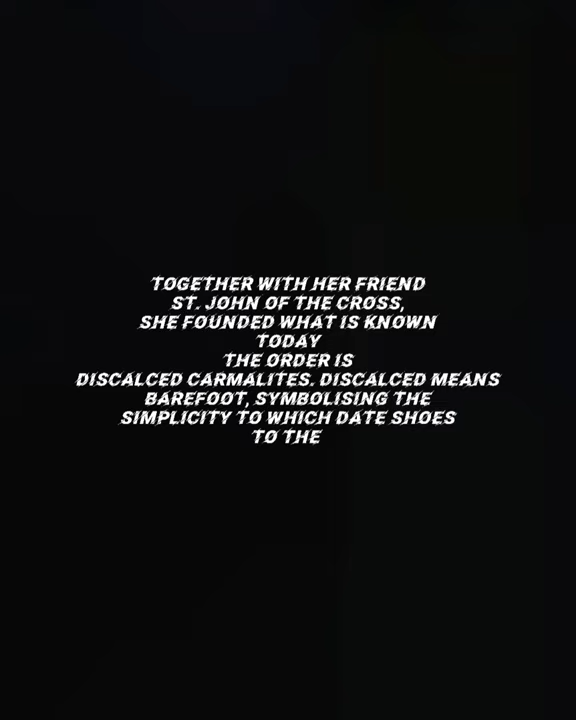 TOGETHER WITH HER FRIEND
ST. JOHN OF THE CROSS,
SHE FOUNDED WHAT IS KNOWN
TODAY
THE ORDER IS
DISCALCED CARMALITES. DISCALCED MEANS
BAREFOOT, SYMBOLISING THE
SIMPLICITY TO WHICH DATE SHOES
TO THE